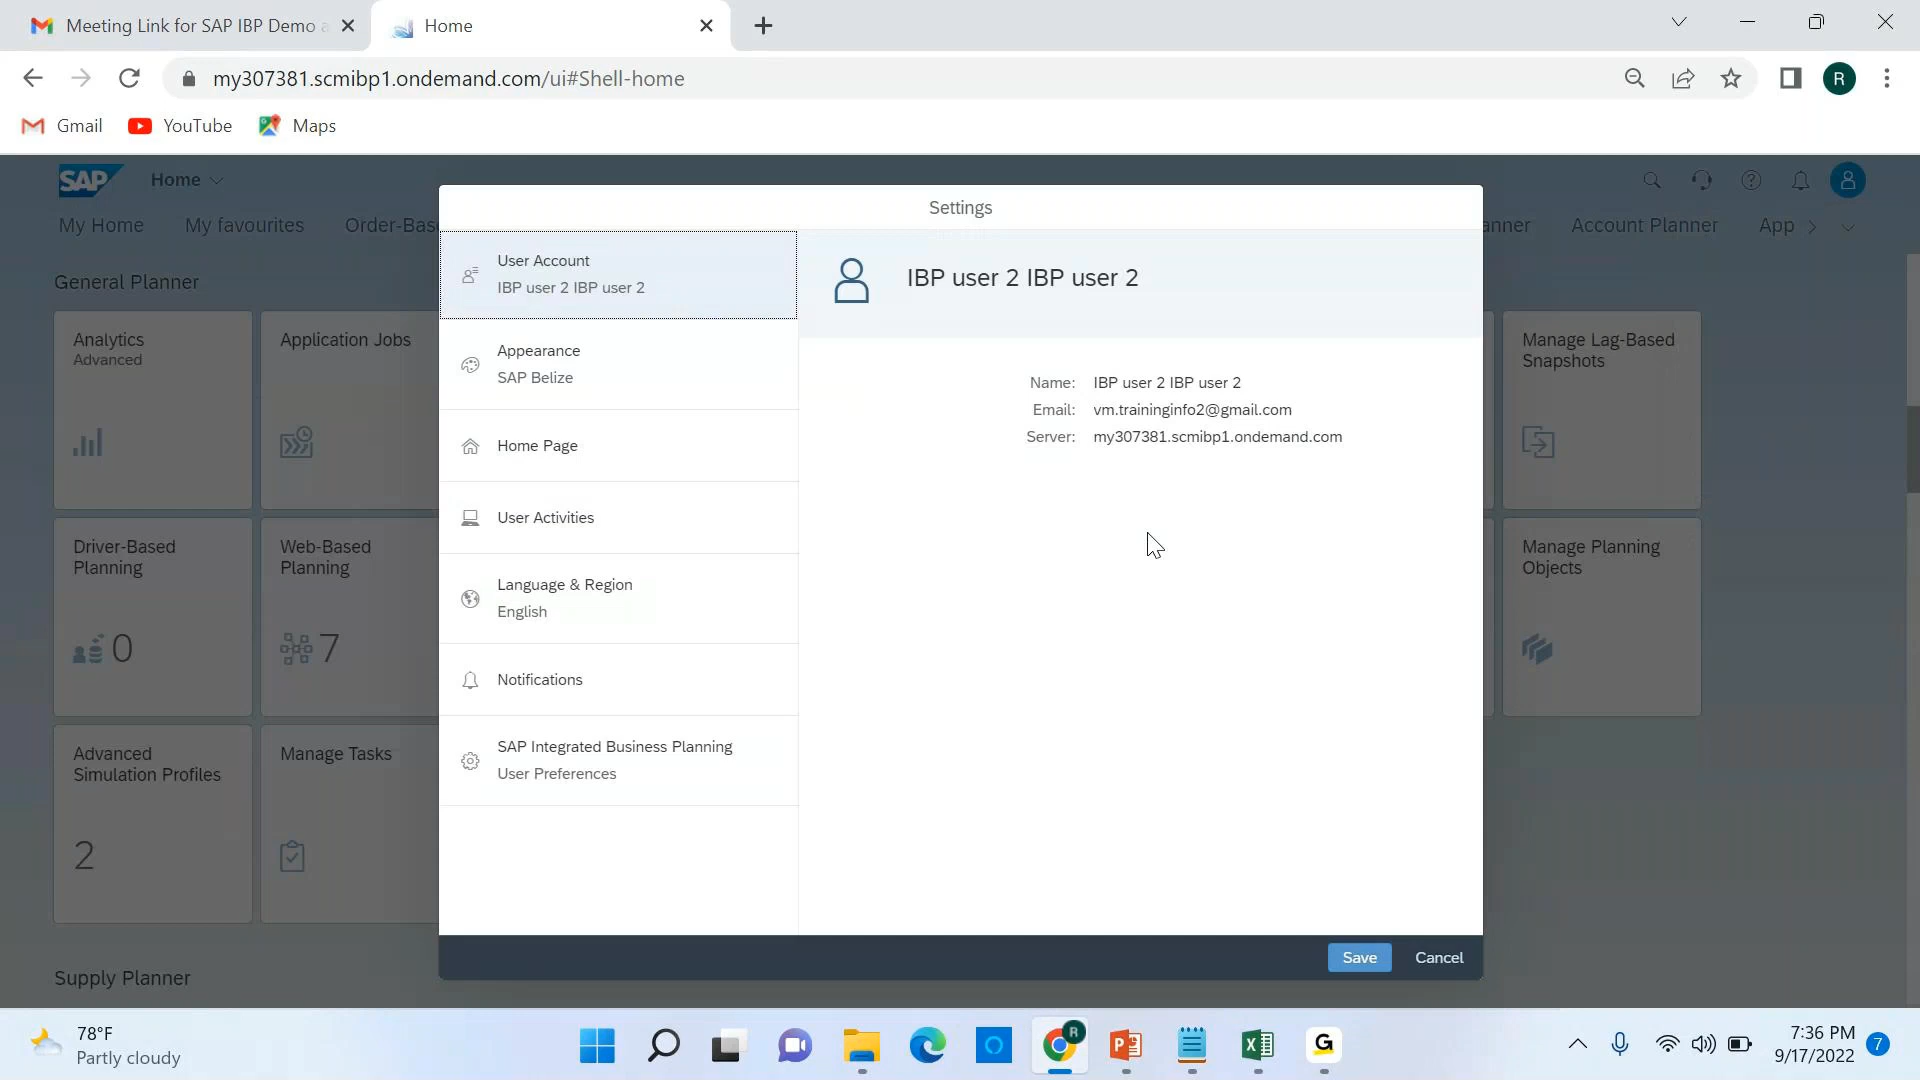 Meeting Link for SAP IBP Demo a
Home
my307381.scmibp1.ondemand.com/ui#Shell-home
R
Gmail
YouTube
Maps
SAP
Home
My Home
My favourites
Order-Bas
anner
Account Planner
App
Settings
General Planner
Analytics
Advanced
Application Jobs
Manage Lag-Based
Snapshots
Driver-Based
Planning
0
Web-Based
Planning
7
Manage Planning
Objects
Advanced
Simulation Profiles
2
Manage Tasks
Supply Planner
User Account
IBP user 2 IBP user 2
Appearance
SAP Belize
Home Page
User Activities
Language & Region
English
Notifications
SAP Integrated Business Planning
User Preferences
IBP user 2 IBP user 2
Name: IBP user 2 IBP user 2
Email: vm.traininginfo2@gmail.com
Server: my307381.scmibp1.ondemand.com
Save
Cancel
78°F
Partly cloudy
R
P
X
G
7:36 PM
9/17/2022
7